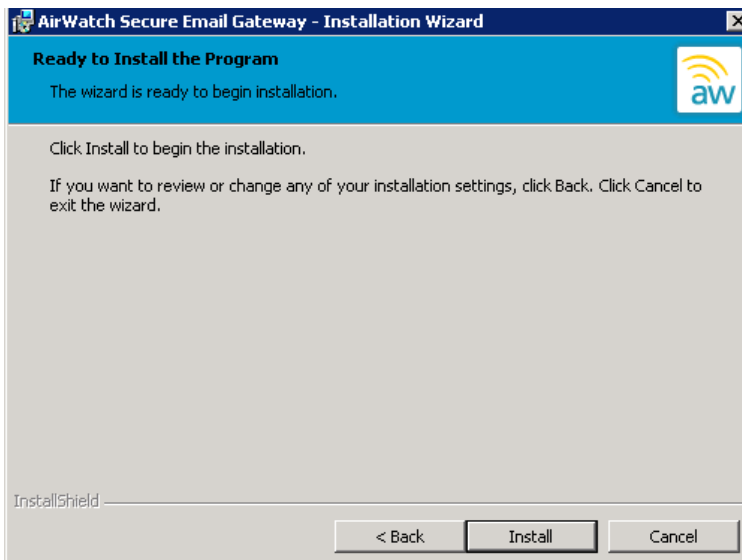 AirWatch Secure Email Gateway - Installation Wizard
Ready to Install the Program
The wizard is ready to begin installation.
aw
Click Install to begin the installation.
If you want to review or change any of your installation settings, click Back. Click Cancel to
exit the wizard.
InstallShield
< Back
Install
Cancel